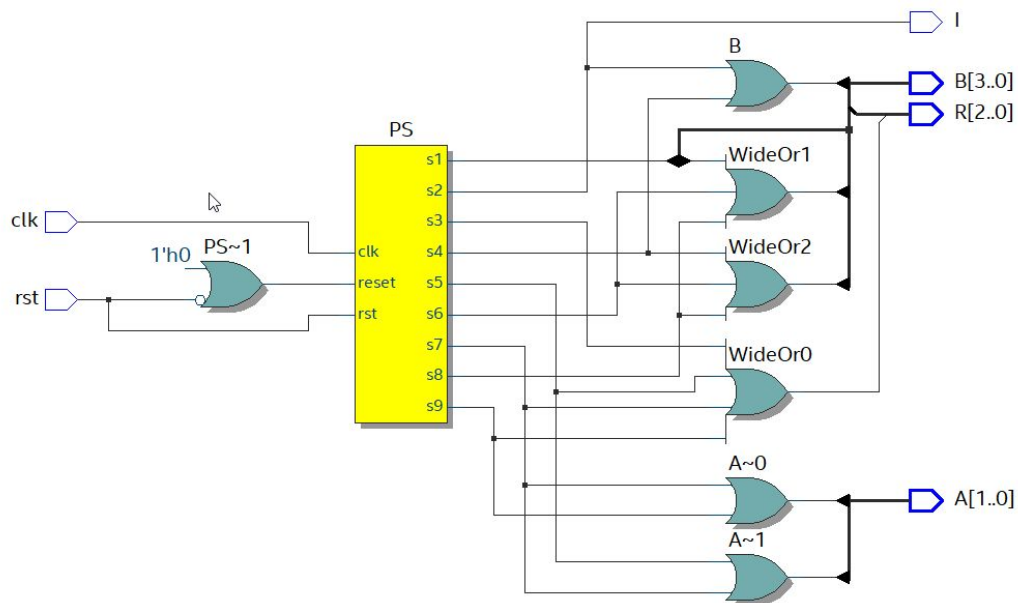 I
B
B[3..0]
R[2..0]
PS
s1
WideOr1
s2
clk
s3
1'h0
PS~1
clk
s4
WideOr2
reset
s5
rst
rst
s6
s7
WideOr0
s8
s9
A~0
A[1..0]
A~1